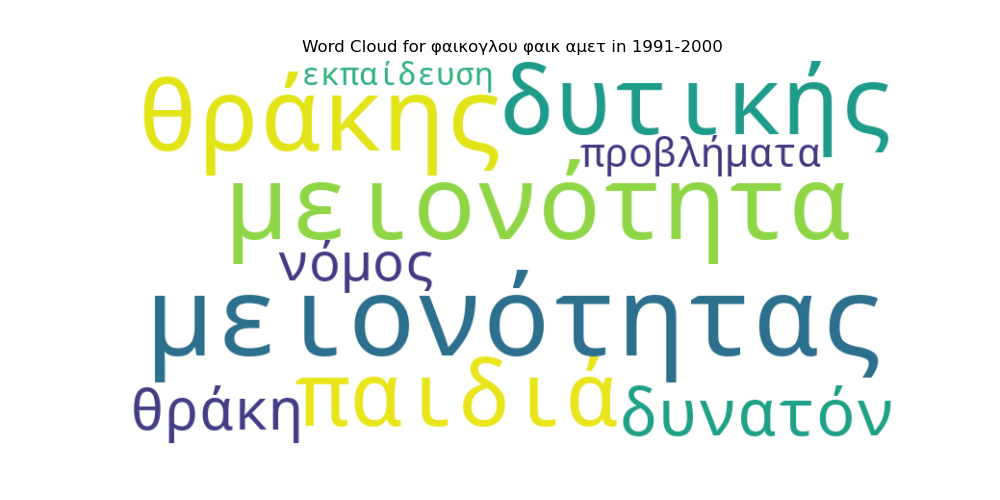 Word Cloud for φαικογλου φαικ αμετ in 1991-2000
εκπαίδευση
θράκης δυτικής
προβλήματα
μειονότητα
νόμος
μειονότητας
θράκη παιδιά δυνατόν